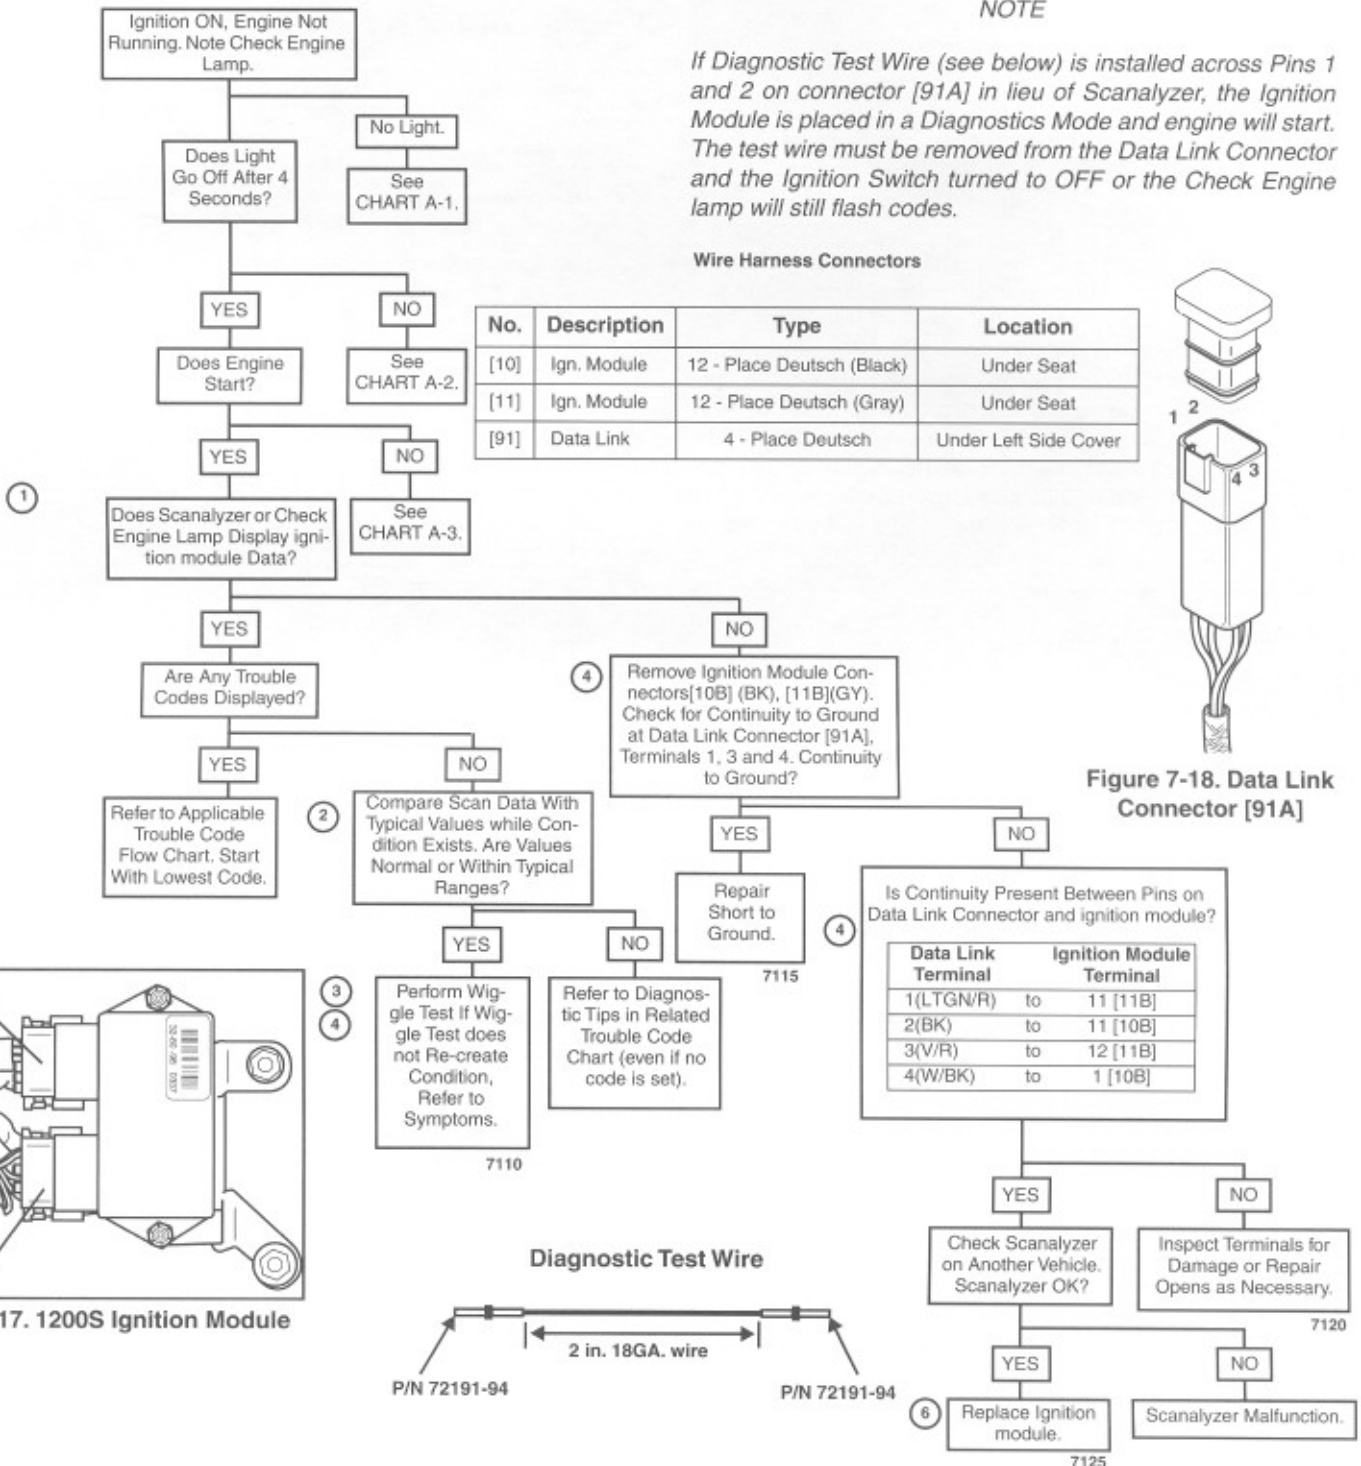 Ignition ON, Engine Not
Running. Note Check Engine
Lamp.
No Light.
See
CHART A-1.
Does Light
Go Off After 4
Seconds?
YES
NO
See
CHART A-2.
Does Engine
Start?
YES
NO
See
CHART A-3.
1
Does Scanalyzer or Check
Engine Lamp Display igni-
tion module Data?
YES
NO
Are Any Trouble
Codes Displayed?
YES
NO
Refer to Applicable
Trouble Code
Flow Chart. Start
With Lowest Code.
2
Compare Scan Data With
Typical Values while Con-
dition Exists. Are Values
Normal or Within Typical
Ranges?
YES
NO
3
4
Perform Wig-
gle Test If Wig-
gle Test does
not Re-create
Condition,
Refer to
Symptoms.
7110
Refer to Diagnos-
tic Tips in Related
Trouble Code
Chart (even if no
code is set).
4
Remove Ignition Module Con-
nectors[10B] (BK), [11B](GY).
Check for Continuity to Ground
at Data Link Connector [91A],
Terminals 1, 3 and 4. Continuity
to Ground?
YES
NO
Repair
Short to
Ground.
7115
4
Is Continuity Present Between Pins on
Data Link Connector and ignition module?
Data Link Ignition Module
Terminal Terminal
1(LTGN/R) to 11 [11B]
2(BK) to 11 [10B]
3(V/R) to 12 [11B]
4(W/BK) to 1 [10B]
YES
NO
Check Scanalyzer
on Another Vehicle.
Scanalyzer OK?
Inspect Terminals for
Damage or Repair
Opens as Necessary.
7120
YES
NO
6
Replace Ignition
module.
7125
Scanalyzer Malfunction.
NOTE
If Diagnostic Test Wire (see below) is installed across Pins 1
and 2 on connector [91A] in lieu of Scanalyzer, the Ignition
Module is placed in a Diagnostics Mode and engine will start.
The test wire must be removed from the Data Link Connector
and the Ignition Switch turned to OFF or the Check Engine
lamp will still flash codes.
Wire Harness Connectors
No. Description Type Location
[10] Ign. Module 12 - Place Deutsch (Black) Under Seat
[11] Ign. Module 12 - Place Deutsch (Gray) Under Seat
[91] Data Link 4 - Place Deutsch Under Left Side Cover
1 2
4 3
Figure 7-18. Data Link
Connector [91A]
17. 1200S Ignition Module
Diagnostic Test Wire
2 in. 18GA. wire
P/N 72191-94
P/N 72191-94